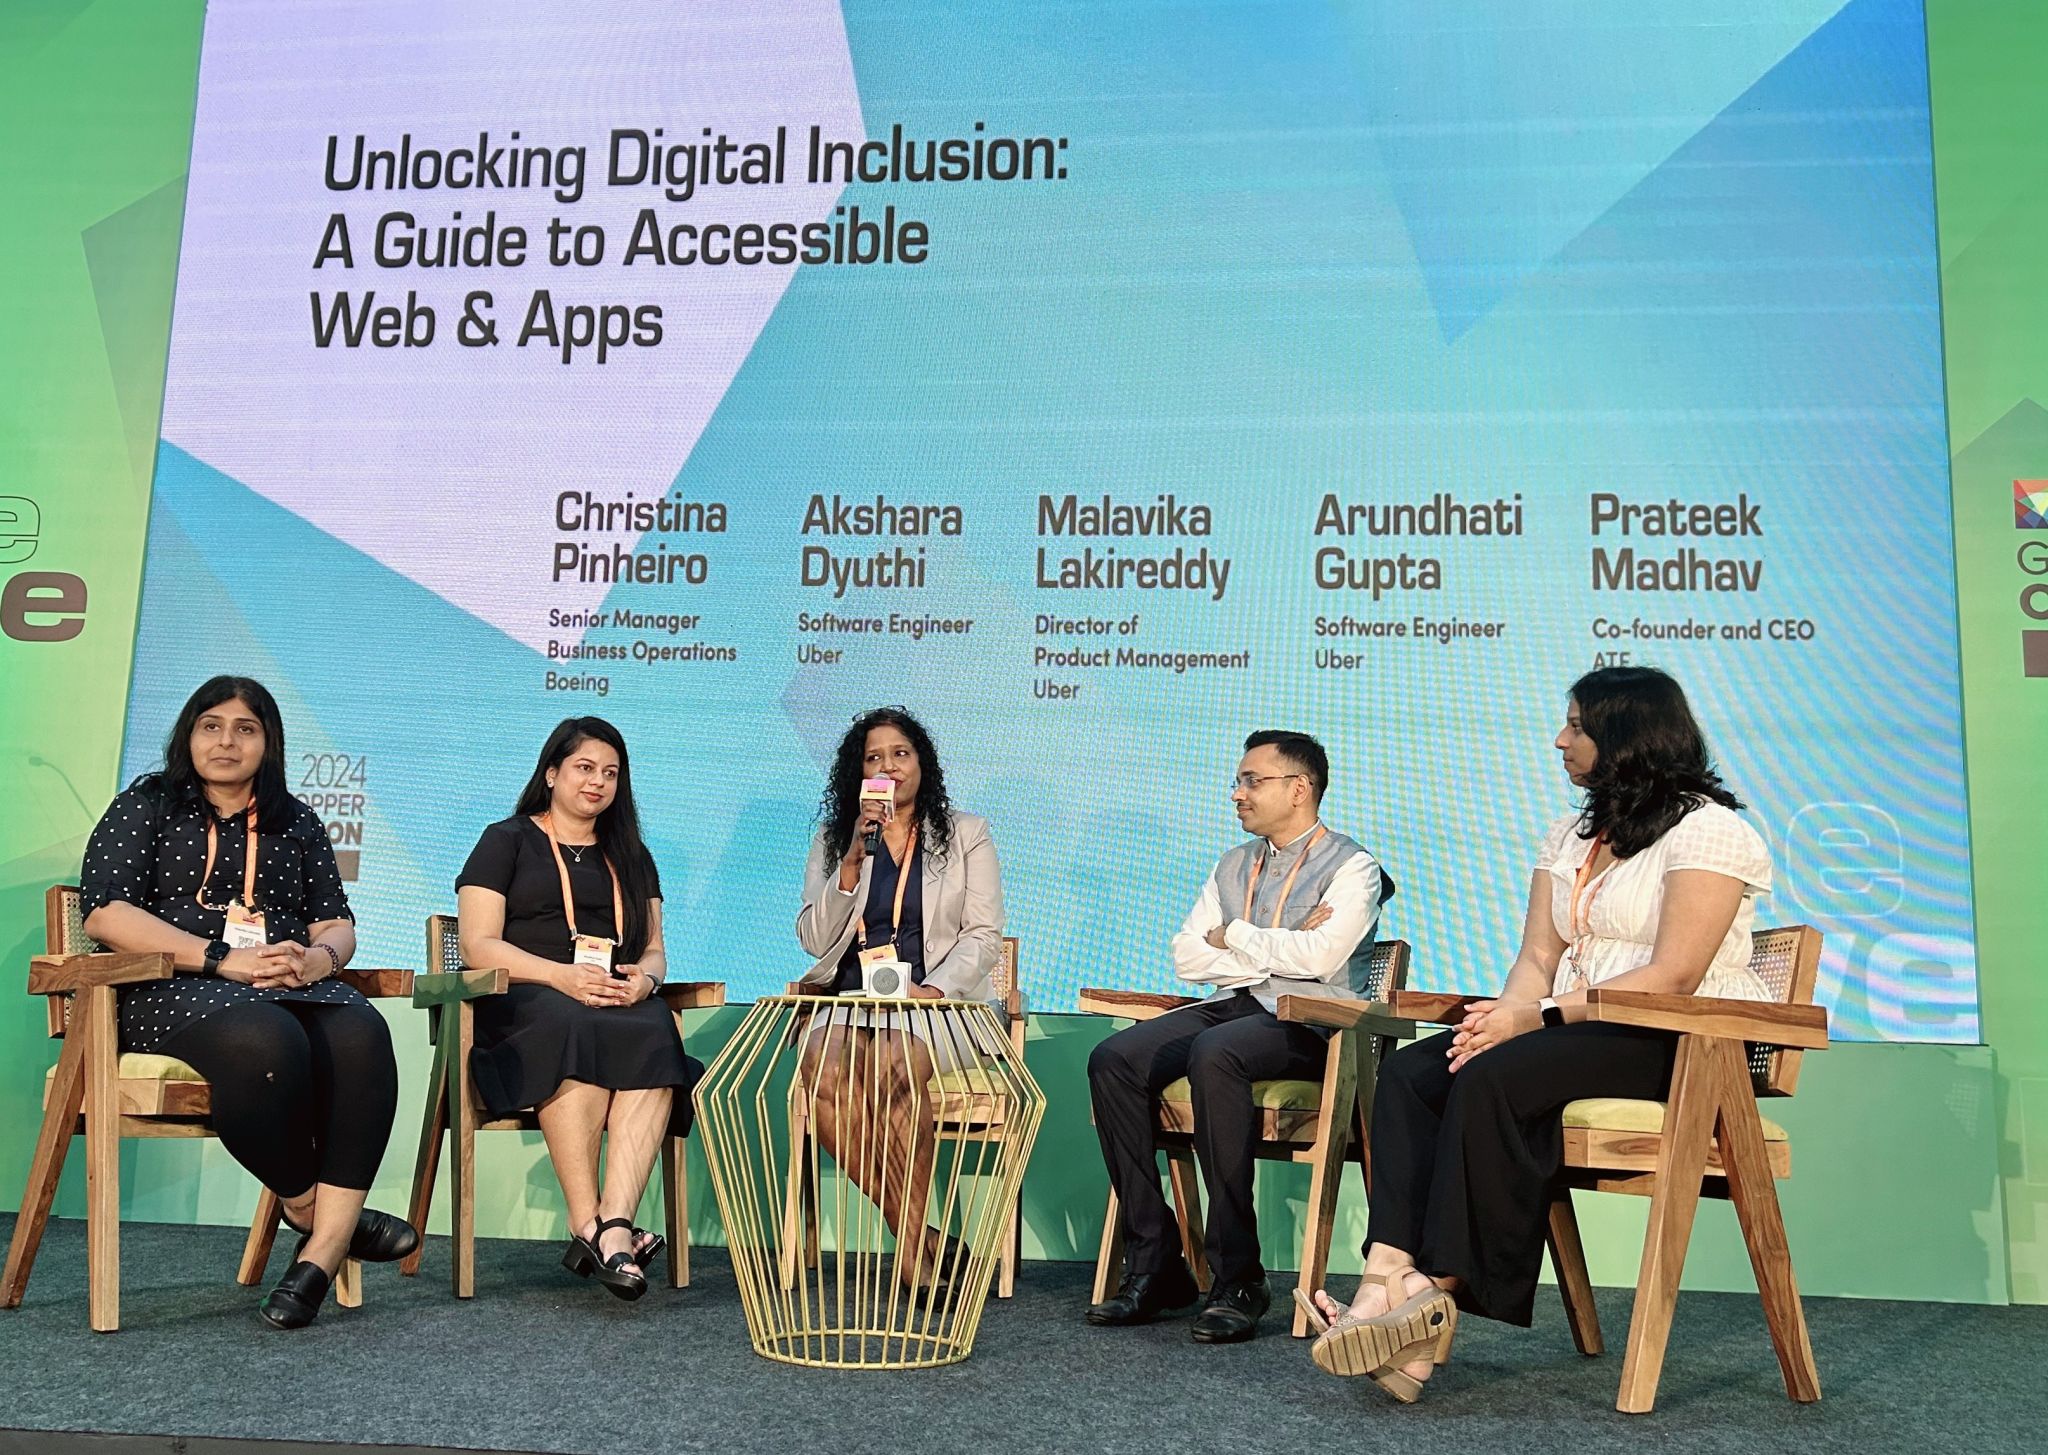 Unlocking Digital Inclusion:
A Guide to Accessible
Web & Apps
Christina
Pinheiro
Senior Manager
Business Operations
Boeing
Akshara
Dyuthi
Software Engineer
Uber
Malavika
Lakireddy
Director of
Product Management
Uber
Arundhati
Gupta
Software Engineer
Uber
Prateek
Madhav
Co-founder and CEO
2024